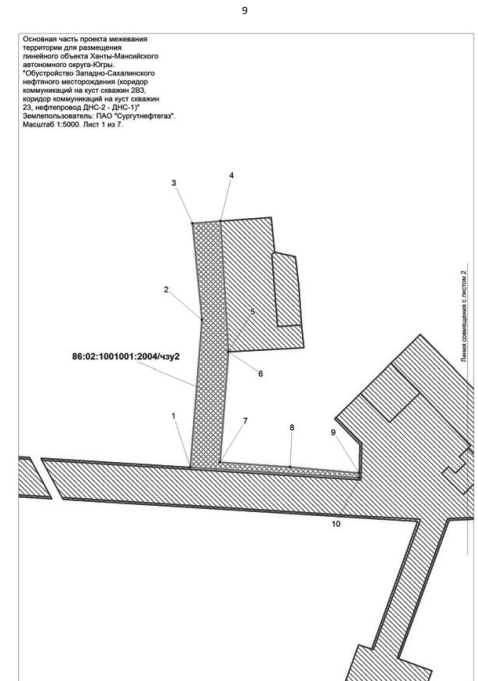 9
Основная часть проекта межевания
территории для размещения
линейного объекта Ханты-Мансийского
автономного округа-Югры.
"Обустройство Западно-Сахалинского
нефтяного месторождения (коридор
коммуникаций на куст скважин 2В3,
коридор коммуникаций на куст скважин
23, нефтепровод ДНС-2 - ДНС-1)"
Землепользователь: ПАО "Сургутнефтегаз".
Масштаб 1:5000. Лист 1 из 7.
3
4
2
5
Линия совмещения с листом 2
86:02:1001001:2004/чзу2
6
1
7
8
9
10